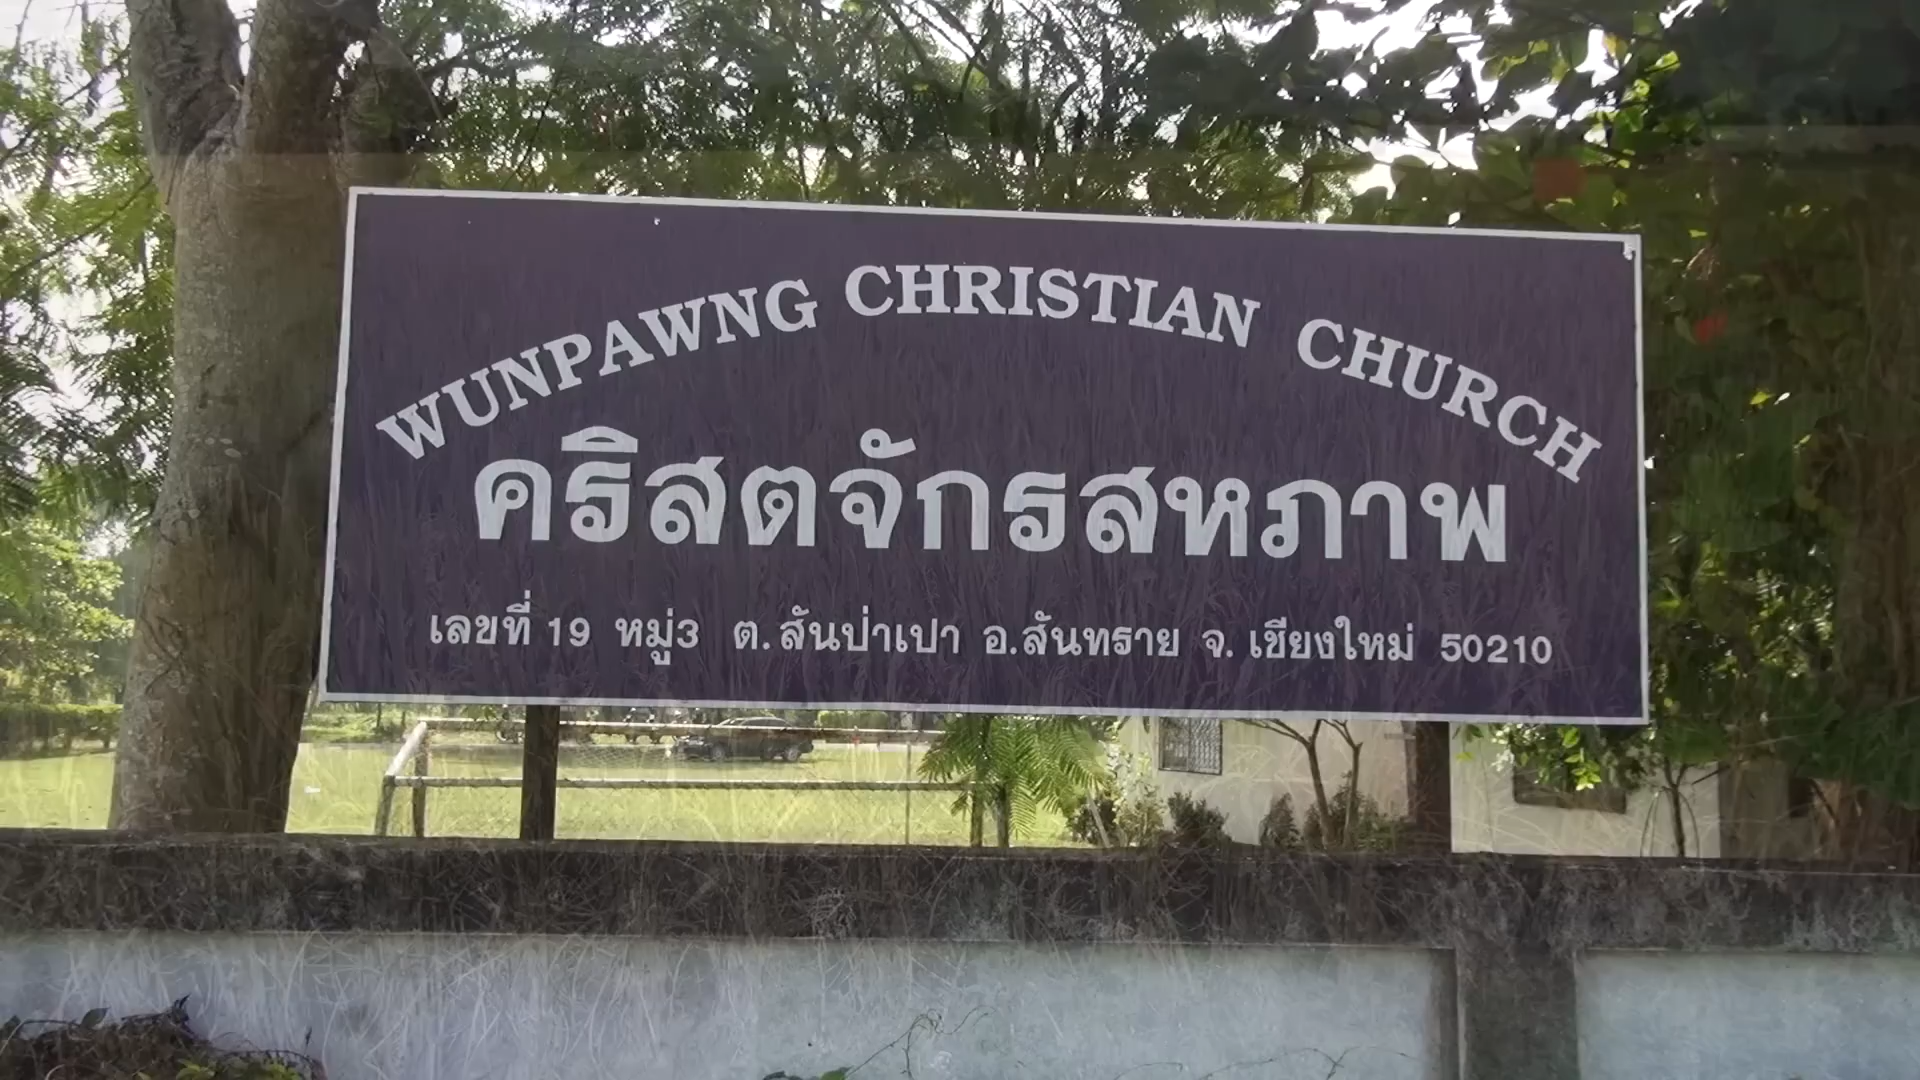 WUNPAWNG CHRISTIAN CHURCH
คริสตจักรสหภาพ
เลขที่ 19 หมู่3 ต.สันป่าเปา อ.สันทราย จ. เชียงใหม่ 50210